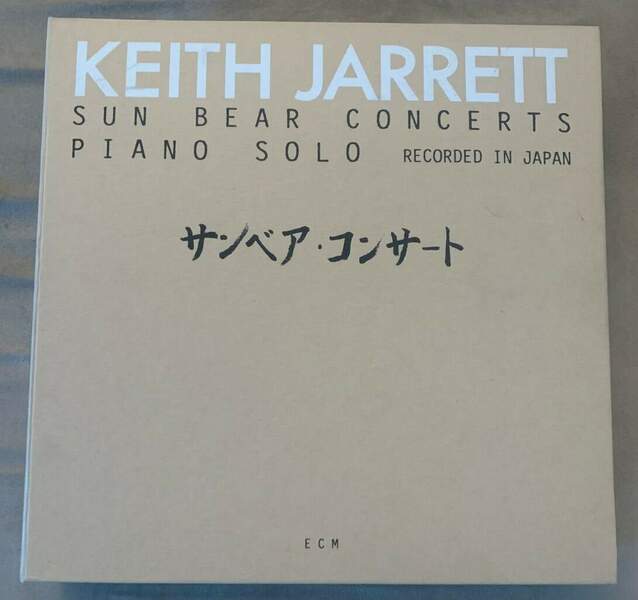 KEITH JARRETT
SUN BEAR CONCERTS
PIANO SOLO RECORDED IN JAPAN
サンベア・コンサート
ECM